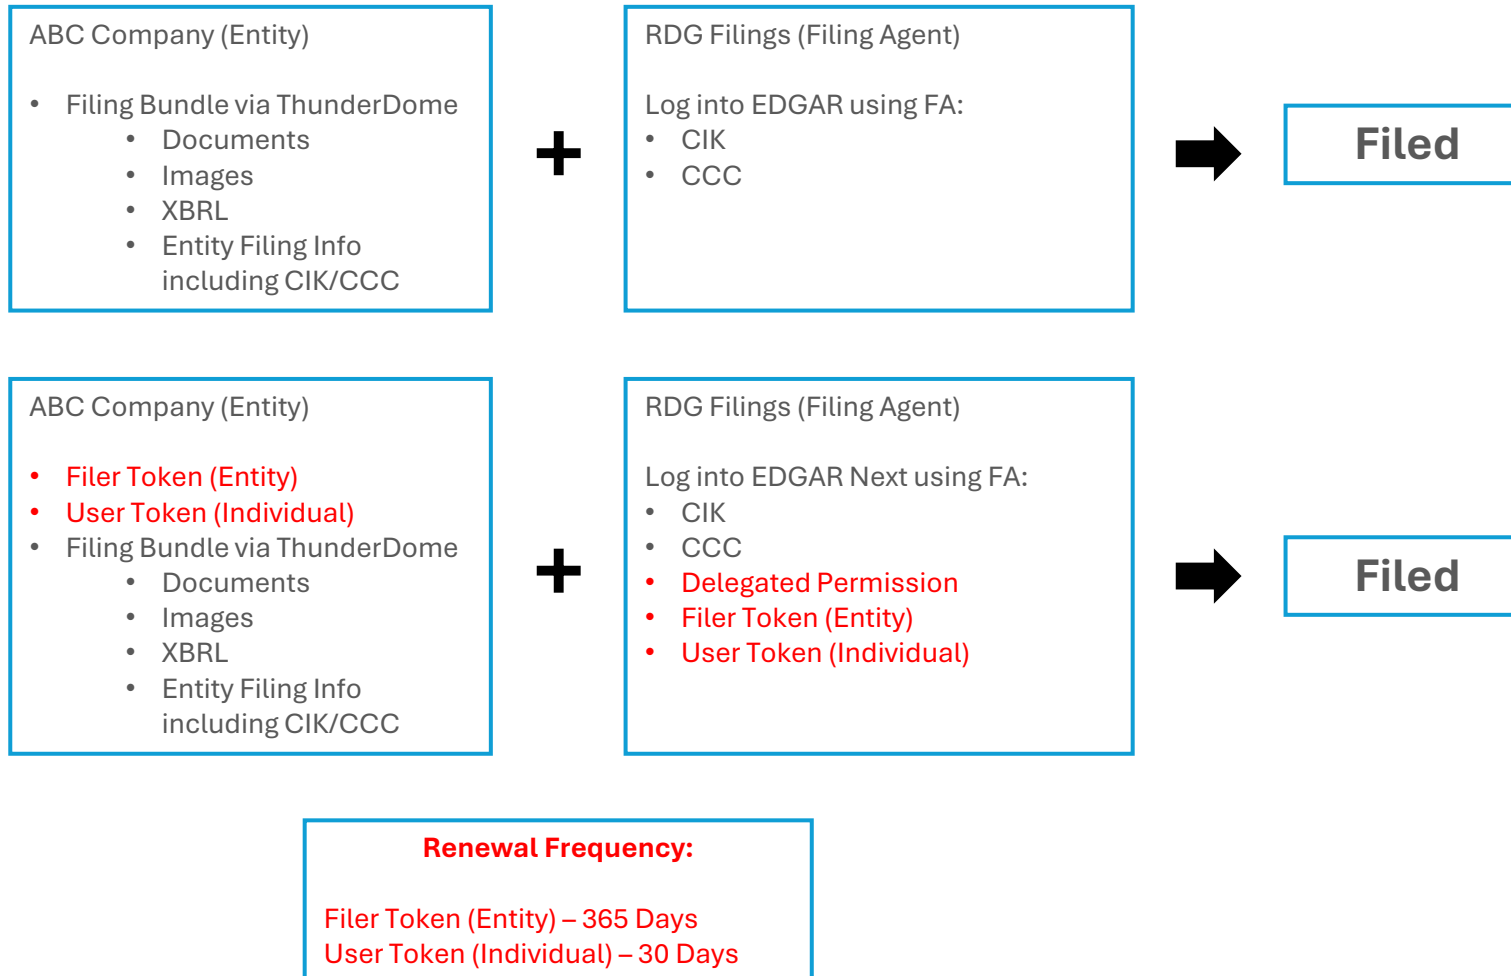 ABC Company (Entity)
• Filing Bundle via ThunderDome
• Documents
• Images
• XBRL
• Entity Filing Info
including CIK/CCC
+
RDG Filings (Filing Agent)
Log into EDGAR using FA:
• CIK
• CCC
Filed
ABC Company (Entity)
• Filer Token (Entity)
• User Token (Individual)
• Filing Bundle via ThunderDome
• Documents
• Images
• XBRL
• Entity Filing Info
including CIK/CCC
+
RDG Filings (Filing Agent)
Log into EDGAR Next using FA:
• CIK
• CCC
• Delegated Permission
• Filer Token (Entity)
• User Token (Individual)
Filed
Renewal Frequency:
Filer Token (Entity) – 365 Days
User Token (Individual) – 30 Days